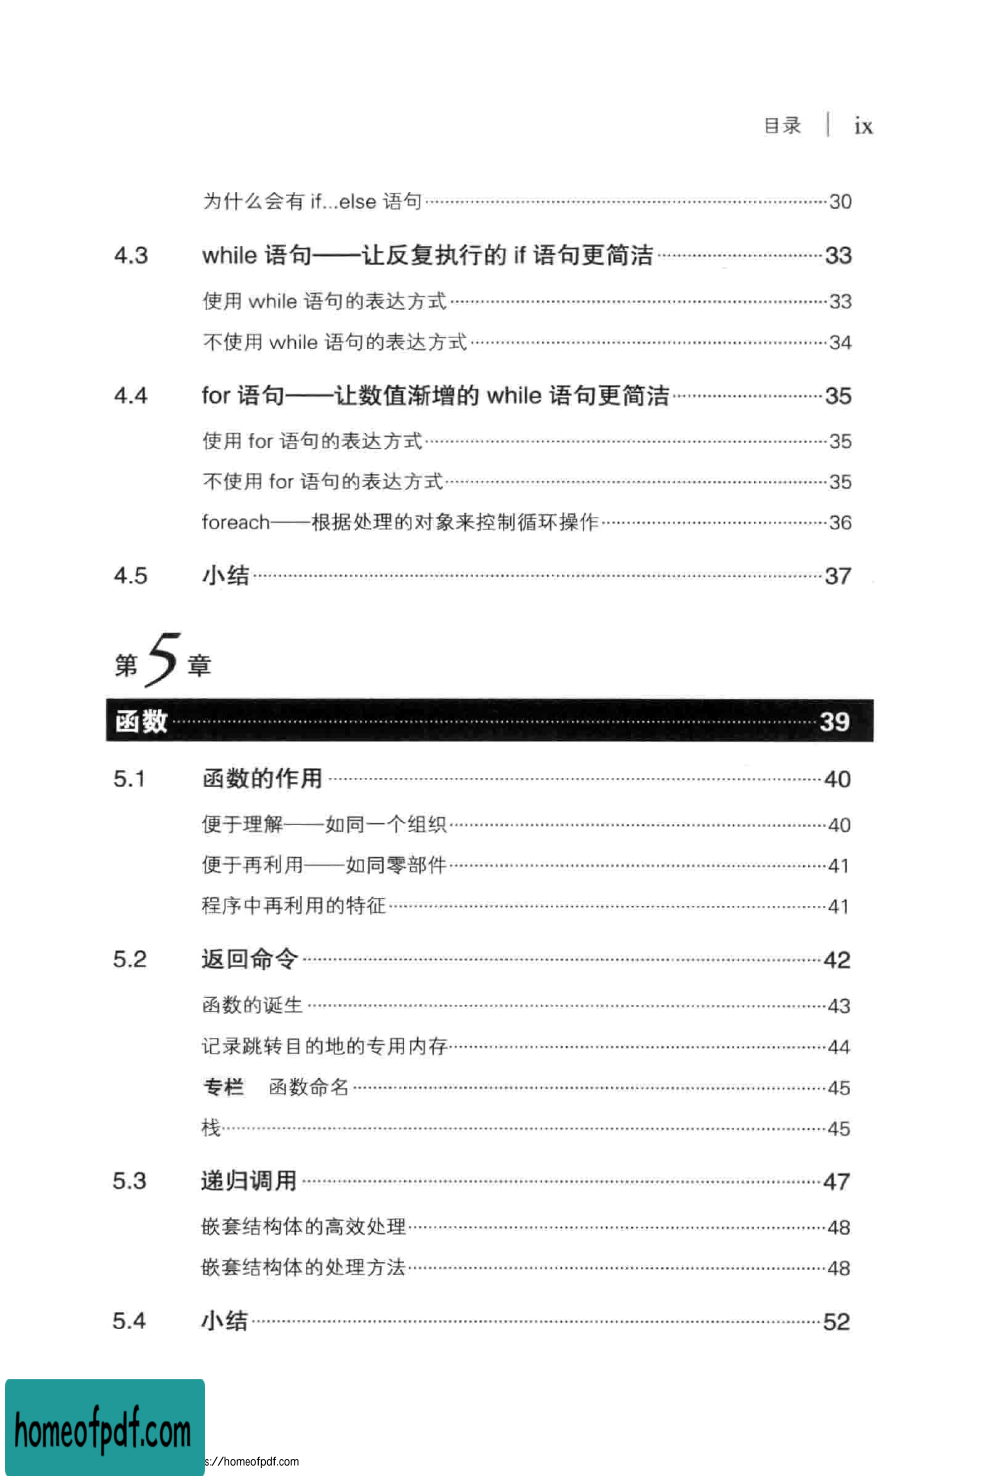 目录 | ix
为什么会有 if...else 语句 30
4.3 while 语句——让反复执行的 if 语句更简洁 33
使用 while 语句的表达方式 33
不使用 while 语句的表达方式 34
4.4 for 语句——让数值渐增的 while 语句更简洁 35
使用 for 语句的表达方式 35
不使用 for 语句的表达方式 35
foreach——根据处理的对象来控制循环操作 36
4.5 小结 37
第5章
函数 39
5.1 函数的作用 40
便于理解——如同一个组织 40
便于再利用——如同零部件 41
程序中再利用的特征 41
5.2 返回命令 42
函数的诞生 43
记录跳转目的地的专用内存 44
专栏 函数命名 45
栈 45
5.3 递归调用 47
嵌套结构体的高效处理 48
嵌套结构体的处理方法 48
5.4 小结 52
homeofpdf.com
s://homeofpdf.com